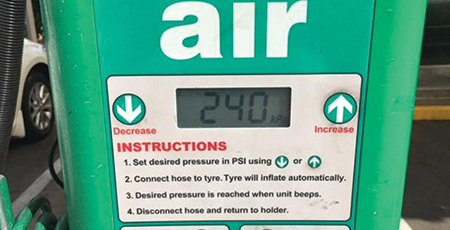 air
240 kPa
Decrease
Increase
INSTRUCTIONS
1. Set desired pressure in PSI using ↓ or ↑
2. Connect hose to tyre. Tyre will inflate automatically.
3. Desired pressure is reached when unit beeps.
4. Disconnect hose and return to holder.